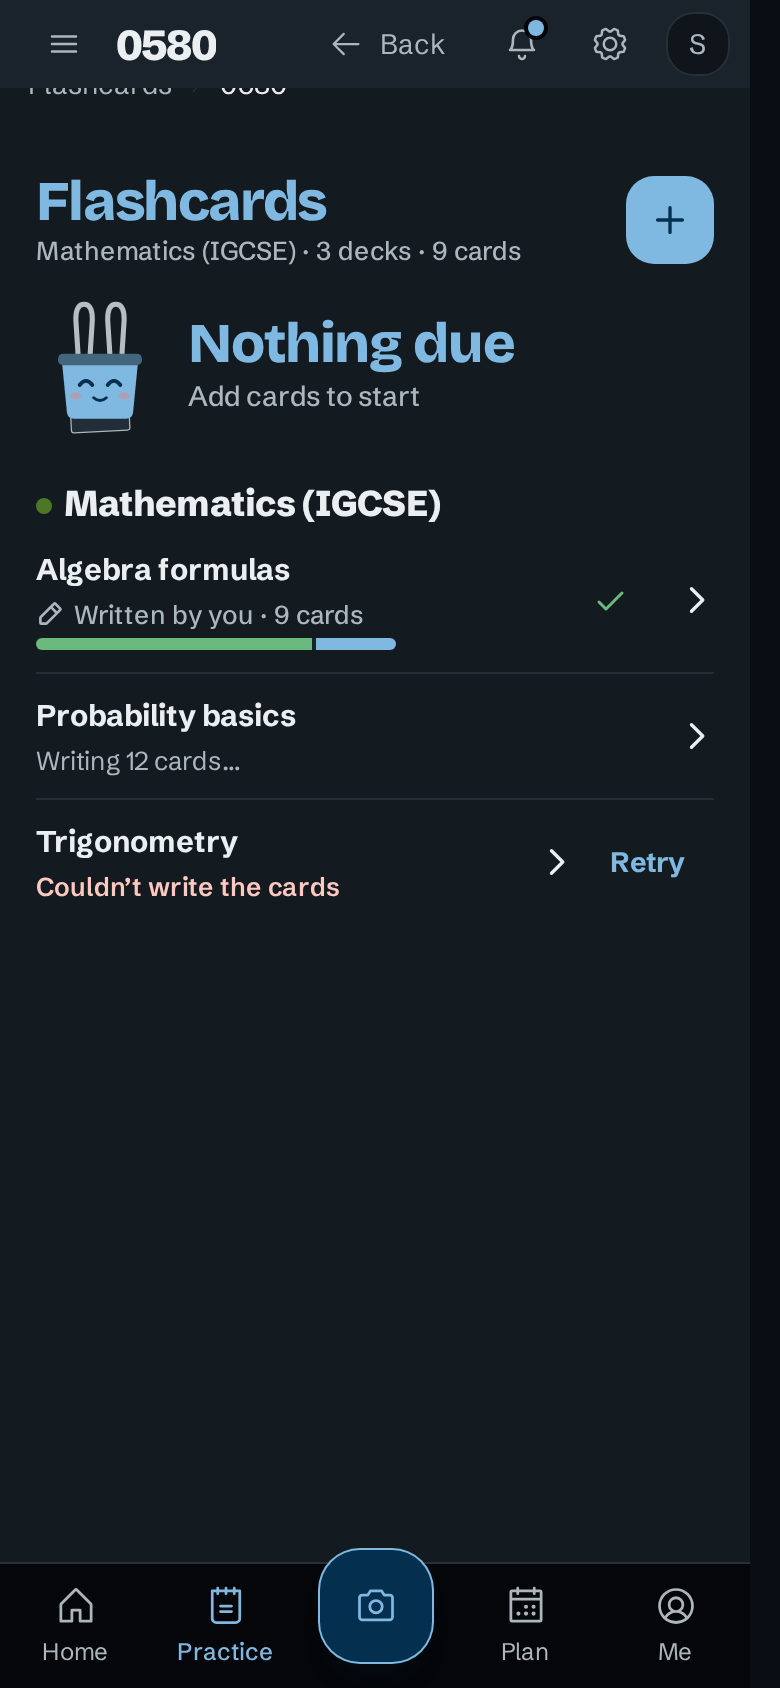 0580
Back
S
Flashcards 0580
Flashcards
Mathematics (IGCSE) · 3 decks · 9 cards
Nothing due
Add cards to start
Mathematics (IGCSE)
Algebra formulas
Written by you · 9 cards
Probability basics
Writing 12 cards...
Trigonometry
Couldn’t write the cards
Retry
Home
Practice
Plan
Me